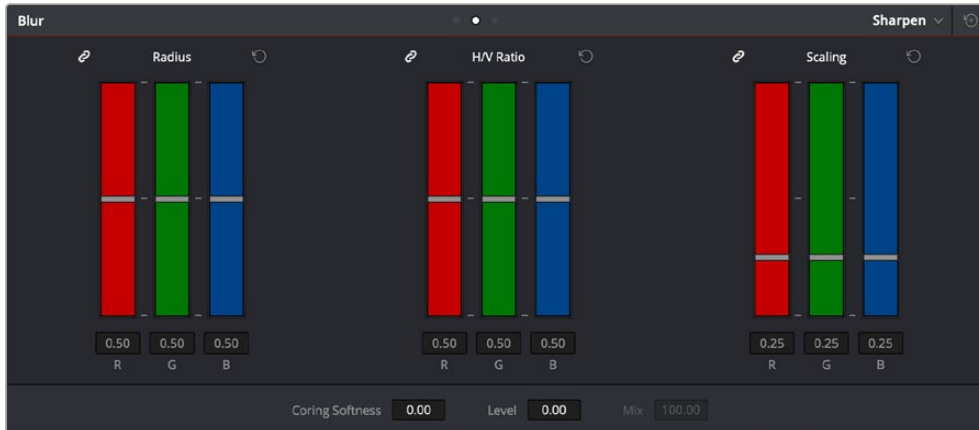 Blur Sharpen
Radius H/V Ratio Scaling
0.50 0.50 0.50 0.50 0.50 0.50 0.25 0.25 0.25
R G B R G B R G B
Coring Softness 0.00 Level 0.00 Mix 100.00